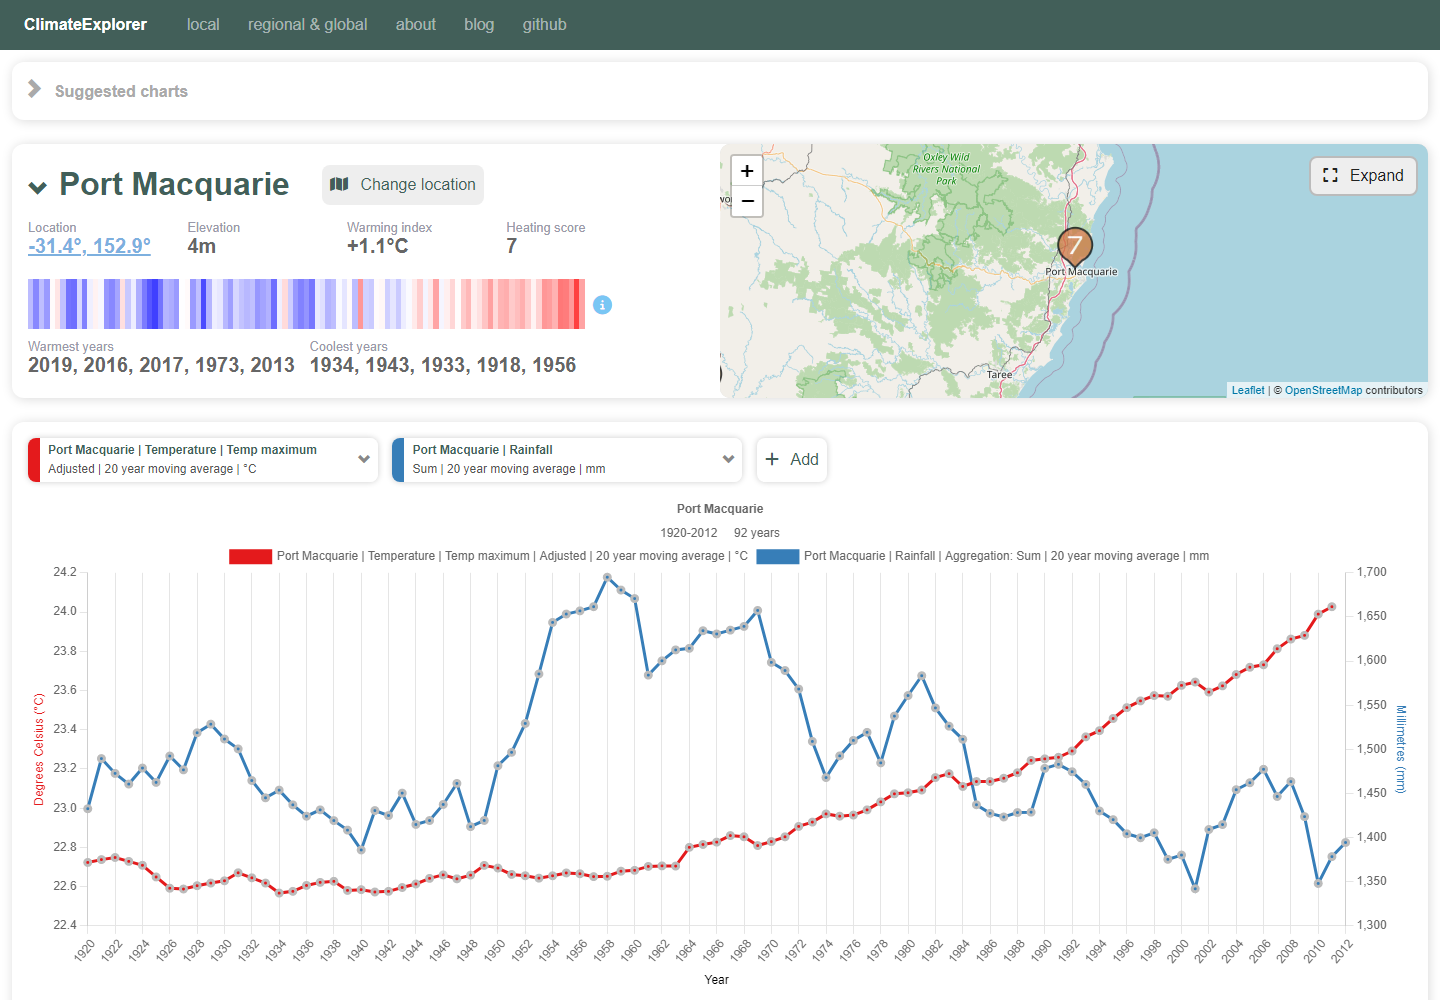 ClimateExplorer local regional & global about blog github
Suggested charts
Port Macquarie Change location
Location Elevation Warming index Heating score
-31.4°, 152.9° 4m +1.1°C 7
Warmest years Coolest years
2019, 2016, 2017, 1973, 2013 1934, 1943, 1933, 1918, 1956
+
−
Oxley Wild
Rivers National
Park
Expand
7
Port Macquarie
Taree
Leaflet | © OpenStreetMap contributors
Port Macquarie | Temperature | Temp maximum
Adjusted | 20 year moving average | °C
Port Macquarie | Rainfall
Sum | 20 year moving average | mm
+ Add
Port Macquarie
1920-2012 92 years
Port Macquarie | Temperature | Temp maximum | Adjusted | 20 year moving average | °C
Port Macquarie | Rainfall | Aggregation: Sum | 20 year moving average | mm
Degrees Celsius (°C)
24.2
24.0
23.8
23.6
23.4
23.2
23.0
22.8
22.6
22.4
1,700
1,650
1,600
1,550
1,500
1,450
1,400
1,350
1,300
Millimetres (mm)
1920 1922 1924 1926 1928 1930 1932 1934 1936 1938 1940 1942 1944 1946 1948 1950 1952 1954 1956 1958 1960 1962 1964 1966 1968 1970 1972 1974 1976 1978 1980 1982 1984 1986 1988 1990 1992 1994 1996 1998 2000 2002 2004 2006 2008 2010 2012
Year